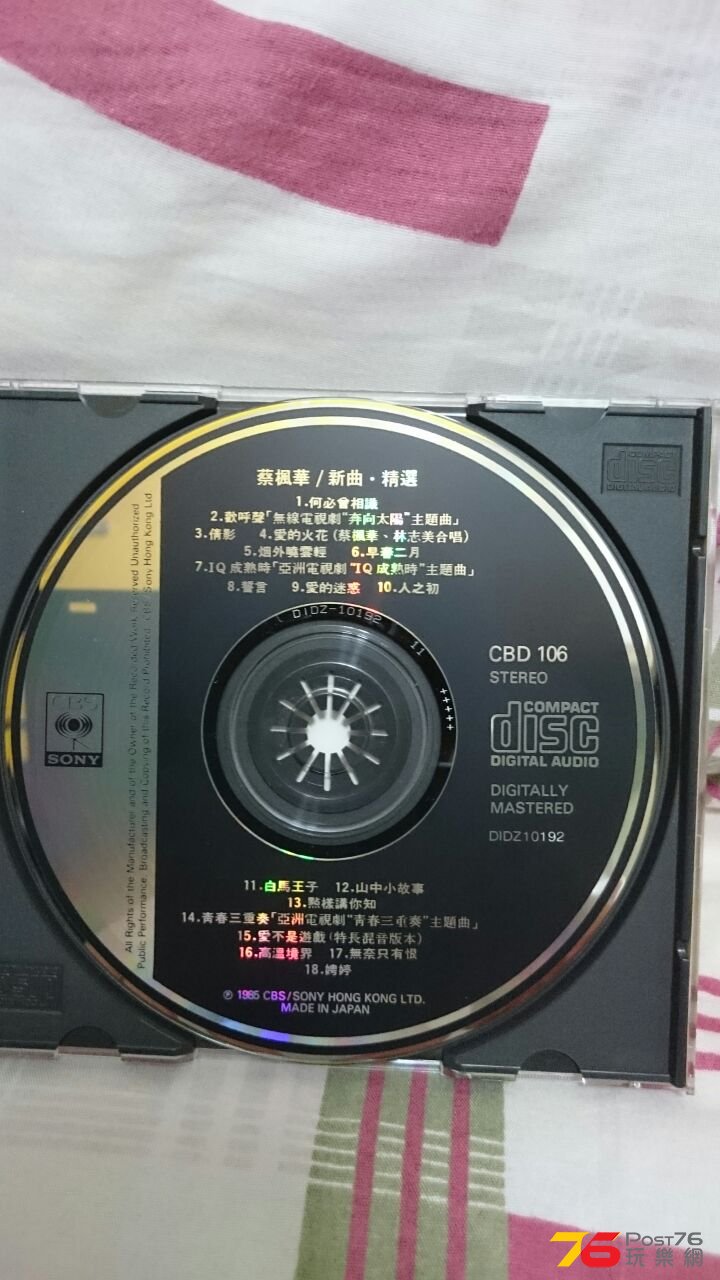 蔡楓華/新曲·精選
1.何必曾相識
2.歡呼聲「無線電視劇“奔向太陽”主題曲」
3.倩影 4.愛的火花(蔡楓華、林志美合唱)
5.烟外曉雲輕 6.早春二月
7.IQ成熟時「亞洲電視劇“IQ成熟時”主題曲」
8.誓言 9.愛的迷惑 10.人之初
DIDZ-10192 11 +++++
CBD 106
STEREO
COMPACT
disc
DIGITAL AUDIO
DIGITALLY
MASTERED
DIDZ10192
CBS
SONY
All Rights of the Manufacturer and of the Owner of the Recorded Work Reserved Unauthorized
Public Performance, Broadcasting and Copying of this Record Prohibited. CBS/Sony Hong Kong Ltd
11.白馬王子 12.山中小故事
13.點樣講你知
14.青春三重奏「亞洲電視劇“青春三重奏”主題曲」
15.愛不是遊戲(特長混音版本)
16.高溫境界 17.無奈只有恨
18.娉婷
℗ 1985 CBS/SONY HONG KONG LTD.
MADE IN JAPAN
COMPACT
disc
DIGITAL AUDIO
76 POST76
玩樂網